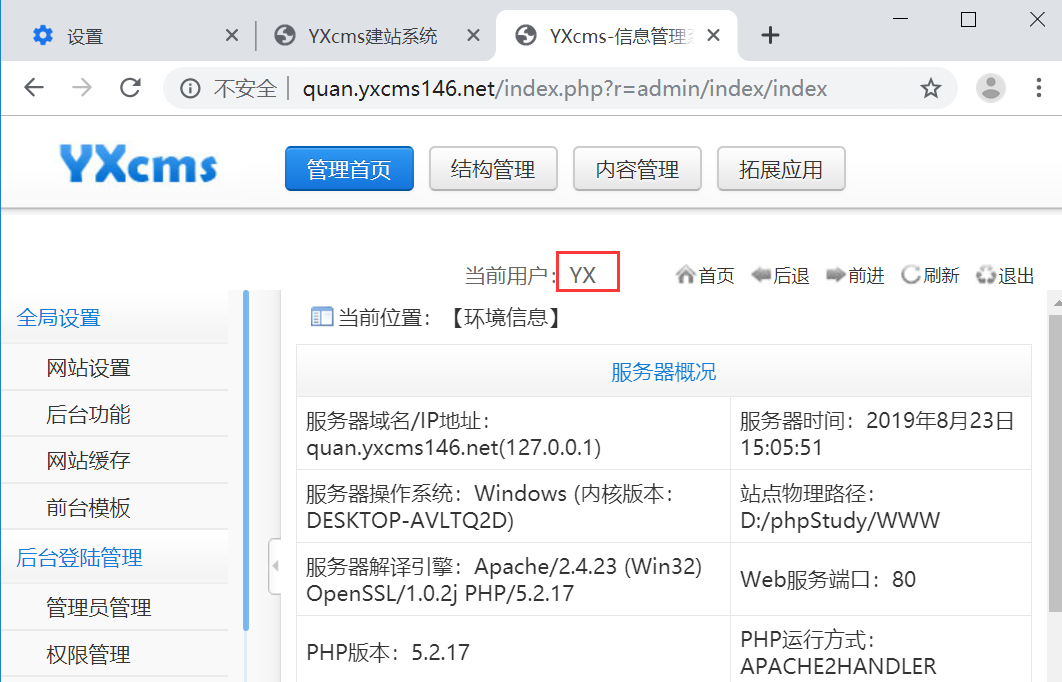 设置
YXcms建站系统
YXcms-信息管理
不安全
quan.yxcms146.net/index.php?r=admin/index/index
YXcms
管理首页
结构管理
内容管理
拓展应用
当前用户: YX
首页
后退
前进
刷新
退出
全局设置
网站设置
后台功能
网站缓存
前台模板
后台登陆管理
管理员管理
权限管理
当前位置：【环境信息】
服务器概况
服务器域名/IP地址：
quan.yxcms146.net(127.0.0.1)
服务器时间：2019年8月23日
15:05:51
服务器操作系统：Windows (内核版本：
DESKTOP-AVLTQ2D)
站点物理路径：
D:/phpStudy/WWW
服务器解译引擎：Apache/2.4.23 (Win32)
OpenSSL/1.0.2j PHP/5.2.17
Web服务端口：80
PHP版本：5.2.17
PHP运行方式：
APACHE2HANDLER